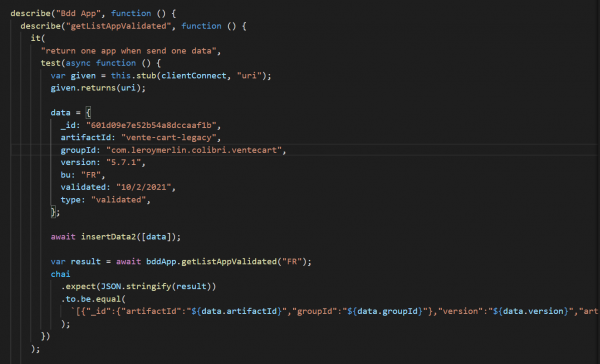 describe("Bdd App", function () {
describe("getListAppValidated", function () {
it(
"return one app when send one data",
test(async function () {
var given = this.stub(clientConnect, "uri");
given.returns(uri);
data = {
_id: "601d09e7e52b54a8dccaaf1b",
artifactId: "vente-cart-legacy",
groupId: "com.leroymerlin.colibri.ventecart",
version: "5.7.1",
bu: "FR",
validated: "10/2/2021",
type: "validated",
};
await insertData2([data]);
var result = await bddApp.getListAppValidated("FR");
chai
.expect(JSON.stringify(result))
.to.be.equal(
`[{"_id":{"artifactId":"${data.artifactId}","groupId":"${data.groupId}"},"version":"${data.version}","art
);
})
);